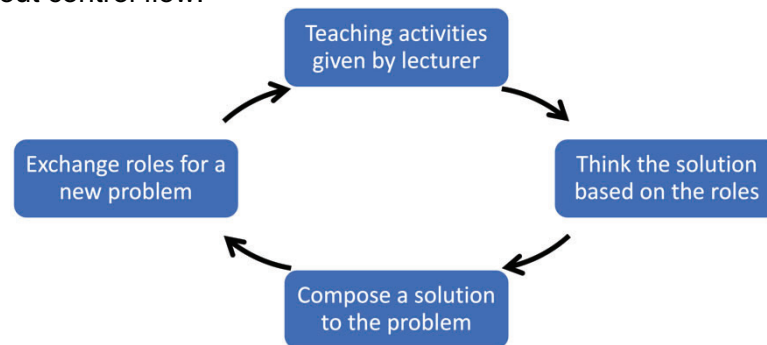 Teaching activities
given by lecturer
Think the solution
based on the roles
Compose a solution
to the problem
Exchange roles for a
new problem